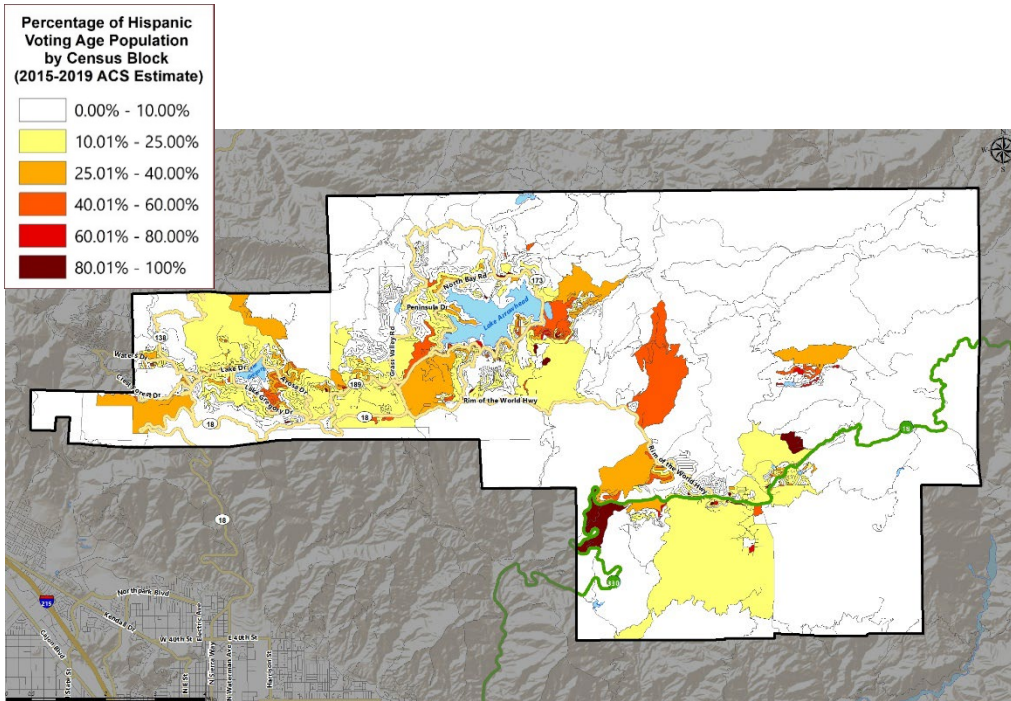 Percentage of Hispanic
Voting Age Population
by Census Block
(2015-2019 ACS Estimate)
0.00% - 10.00%
10.01% - 25.00%
25.01% - 40.00%
40.01% - 60.00%
60.01% - 80.00%
80.01% - 100%
N
W
E
S
North Bay Rd
173
Peninsula Dr
Lake Arrowhead
138
Grass Valley Rd
Lake Dr
189
Rim of the World Hwy
18
18
18
Rim of the World Hwy
18
330
Northpark Blvd
215
Kendall Dr
Cajon Blvd
W 40th St
E 40th St
Electric Ave
N Sierra Way
N Waterman Ave
Harrison St
N State St
N E St